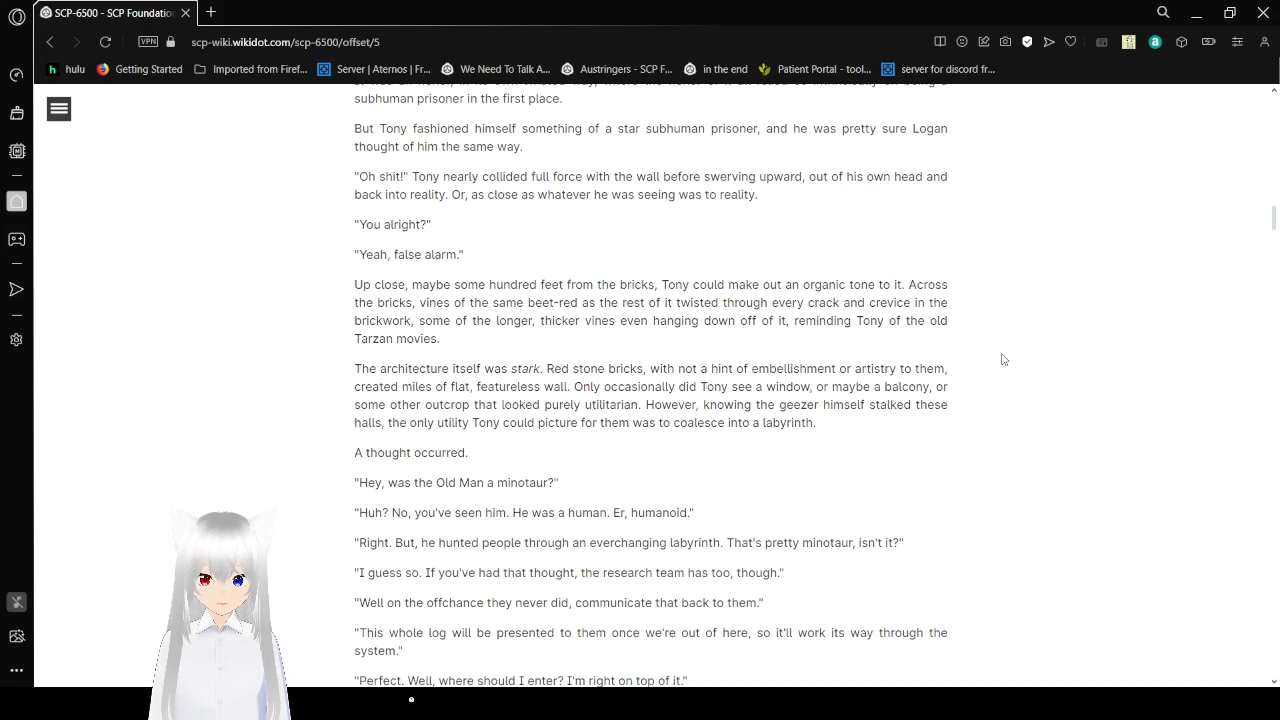 SCP-6500 - SCP Foundatio
VPN
scp-wiki.wikidot.com/scp-6500/offset/5
hulu
Getting Started
Imported from Firef...
Server | Aternos | Fr...
We Need To Talk A...
Austringers - SCP F...
in the end
Patient Portal - tool...
server for discord fr...
subhuman prisoner in the first place.
But Tony fashioned himself something of a star subhuman prisoner, and he was pretty sure Logan
thought of him the same way.
"Oh shit!" Tony nearly collided full force with the wall before swerving upward, out of his own head and
back into reality. Or, as close as whatever he was seeing was to reality.
"You alright?"
"Yeah, false alarm."
Up close, maybe some hundred feet from the bricks, Tony could make out an organic tone to it. Across
the bricks, vines of the same beet-red as the rest of it twisted through every crack and crevice in the
brickwork, some of the longer, thicker vines even hanging down off of it, reminding Tony of the old
Tarzan movies.
The architecture itself was stark. Red stone bricks, with not a hint of embellishment or artistry to them,
created miles of flat, featureless wall. Only occasionally did Tony see a window, or maybe a balcony, or
some other outcrop that looked purely utilitarian. However, knowing the geezer himself stalked these
halls, the only utility Tony could picture for them was to coalesce into a labyrinth.
A thought occurred.
"Hey, was the Old Man a minotaur?"
"Huh? No, you've seen him. He was a human. Er, humanoid."
"Right. But, he hunted people through an everchanging labyrinth. That's pretty minotaur, isn't it?"
"I guess so. If you've had that thought, the research team has too, though."
"Well on the offchance they never did, communicate that back to them."
"This whole log will be presented to them once we're out of here, so it'll work its way through the
system."
"Perfect. Well, where should I enter? I'm right on top of it."